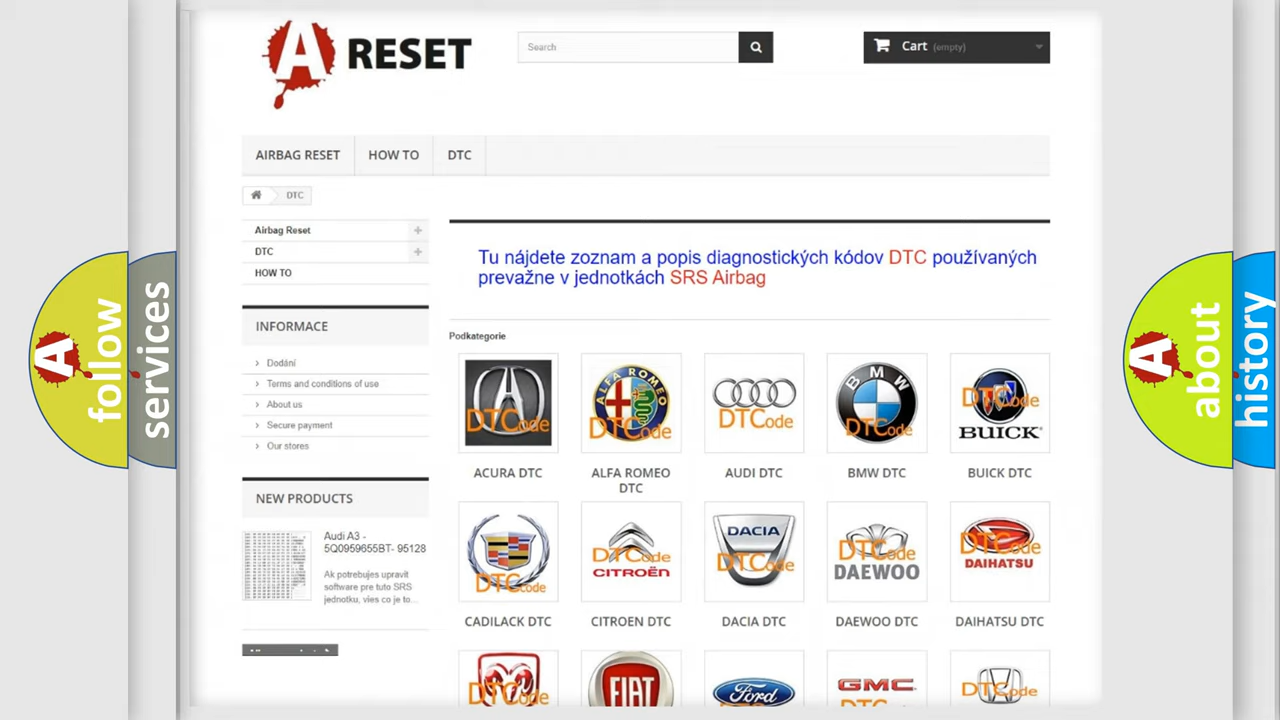 A RESET
Search
Cart (empty)
AIRBAG RESET
HOW TO
DTC
DTC
Airbag Reset
DTC
HOW TO
Tu nájdete zoznam a popis diagnostických kódov DTC používaných
prevažne v jednotkách SRS Airbag
INFORMACE
Dodání
Terms and conditions of use
About us
Secure payment
Our stores
NEW PRODUCTS
Audi A3 -
5Q0959655BT- 95128
Ak potrebujes upravit
software pre tuto SRS
jednotku, vies co je to...
Podkategorie
DTCode
ALFA ROMEO
DTCode
DTCode
BMW
DTCode
DTCode
BUICK
ACURA DTC
ALFA ROMEO
DTC
AUDI DTC
BMW DTC
BUICK DTC
DTCode
DTCode
CITROËN
DACIA
DTCode
DTCode
DAEWOO
DTCode
DAIHATSU
CADILACK DTC
CITROEN DTC
DACIA DTC
DAEWOO DTC
DAIHATSU DTC
DTCode
FIAT
Ford
GMC
DTCode
A follow
services
A about
history